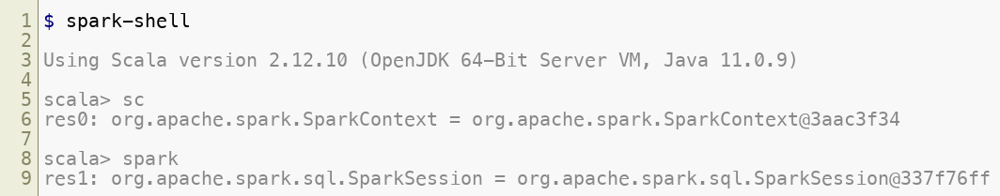 1 $ spark-shell
2
3 Using Scala version 2.12.10 (OpenJDK 64-Bit Server VM, Java 11.0.9)
4
5 scala> sc
6 res0: org.apache.spark.SparkContext = org.apache.spark.SparkContext@3aac3f34
7
8 scala> spark
9 res1: org.apache.spark.sql.SparkSession = org.apache.spark.sql.SparkSession@337f76ff